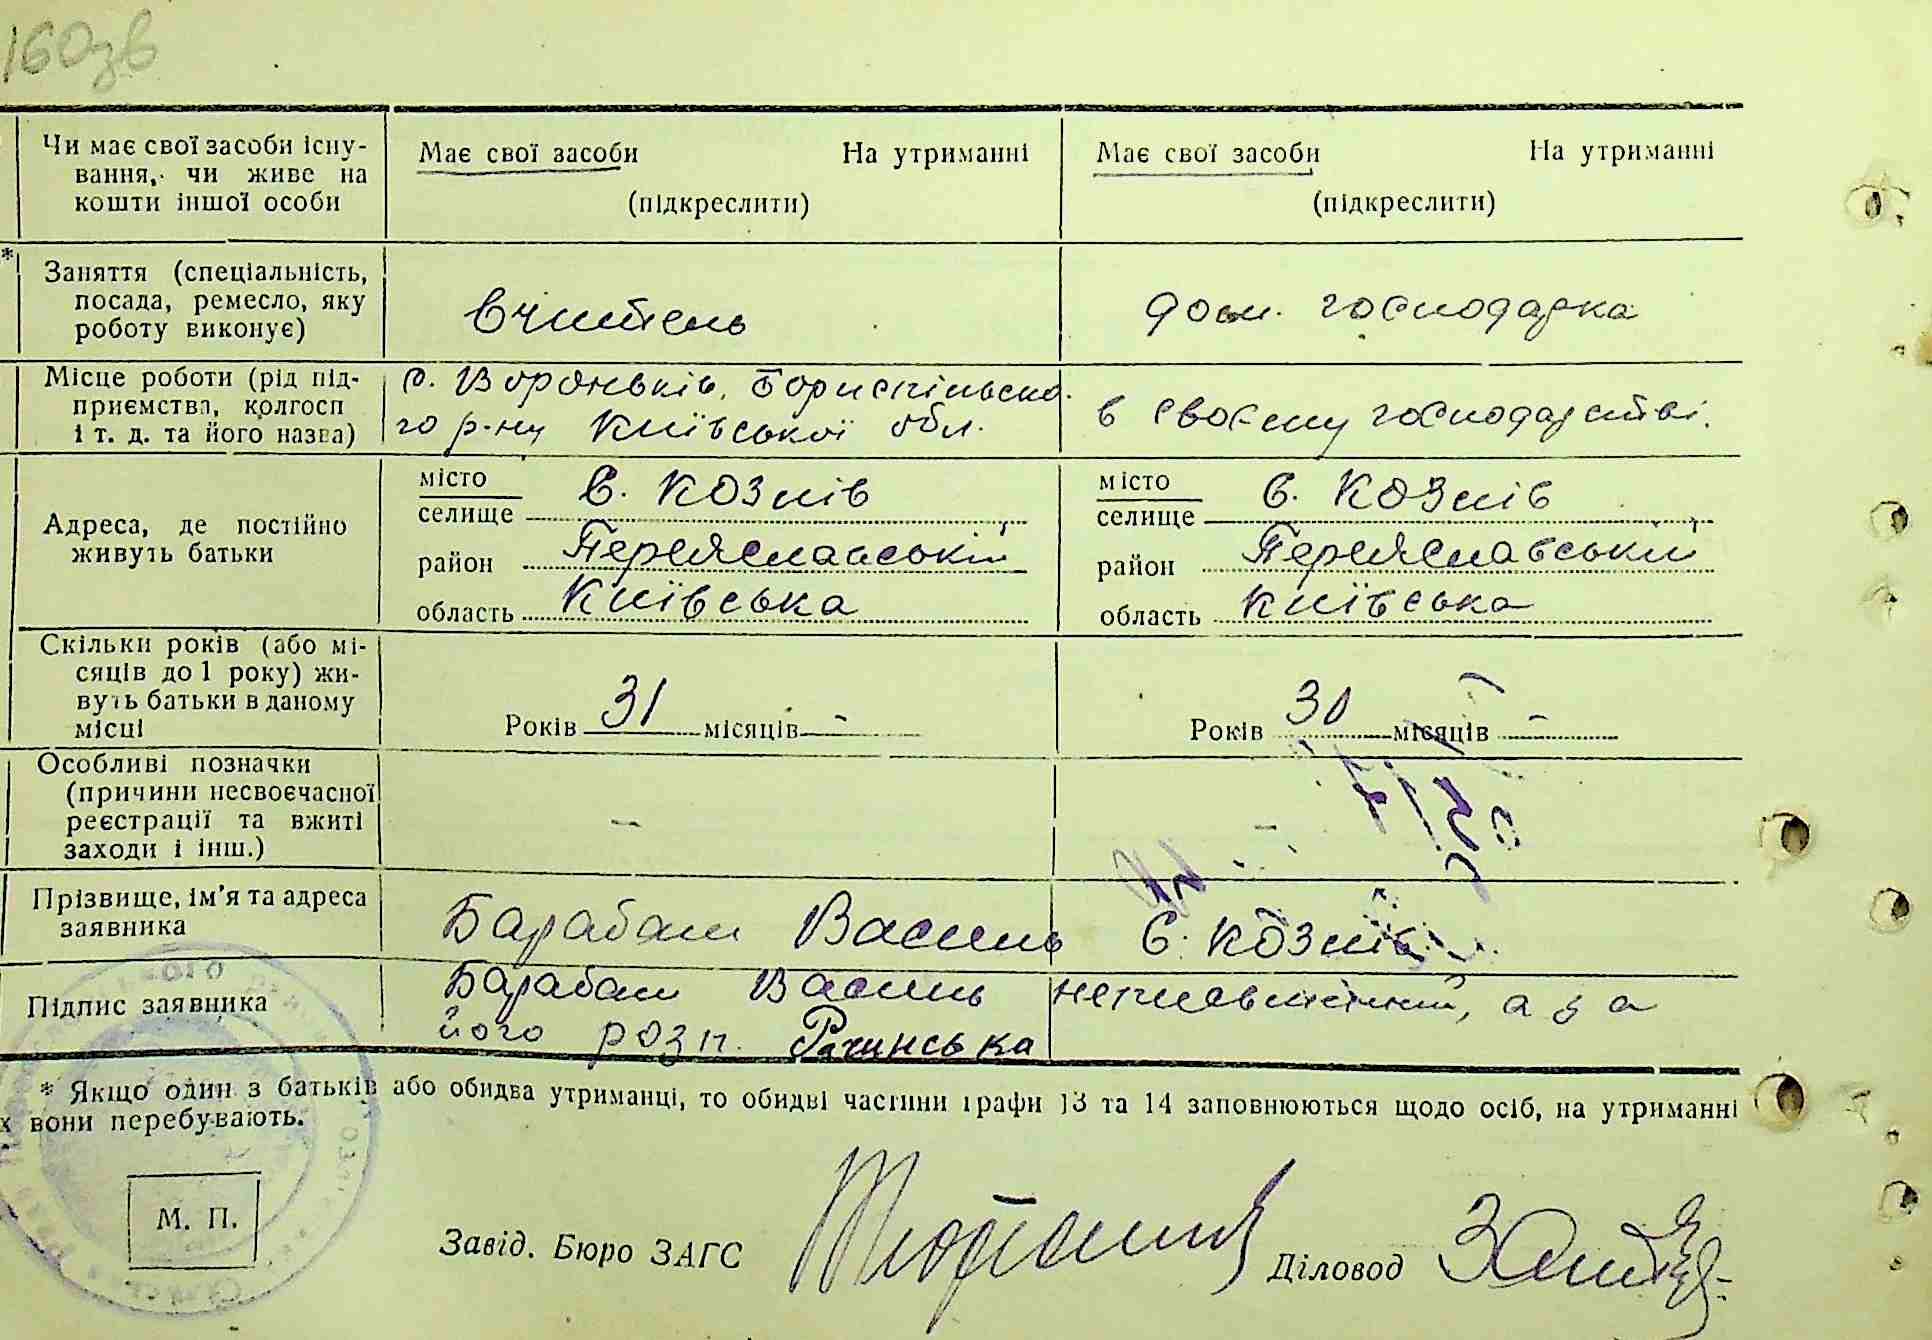 160зв
Чи має свої засоби існу-
вання, чи живе на
кошти іншої особи
Має свої засоби На утриманні
(підкреслити)
Має свої засоби На утриманні
(підкреслити)
*
Заняття (спеціальність,
посада, ремесло, яку
роботу виконує)
вчитель
дом. господарка
Місце роботи (рід під-
приємства, колгосп
і т. д. та його назва)
с. Вороньків, Бориспільсько-
го р-ну Київської обл.
в своєму господарстві.
Адреса, де постійно
живуть батьки
місто
селище с. Козлів
район Переяславський
область Київська
місто
селище с. Козлів
район Переяславський
область Київська
Скільки років (або мі-
сяців до 1 року) жи-
вуть батьки в даному
місці
Років 31 місяців –
Років 30 місяців –
Особливі позначки
(причини несвоєчасної
реєстрації та вжиті
заходи і інш.)
–
–
Прізвище, ім'я та адреса
заявника
Барабаш Василь с. Козлів
Підпис заявника
Барабаш Василь неписьменний, а за
його розп. Рачинська
* Якщо один з батьків або обидва утриманці, то обидві частини графи 13 та 14 заповнюються щодо осіб, на утриманні
х вони перебувають.
М. П.
Завід. Бюро ЗАГС
Діловод